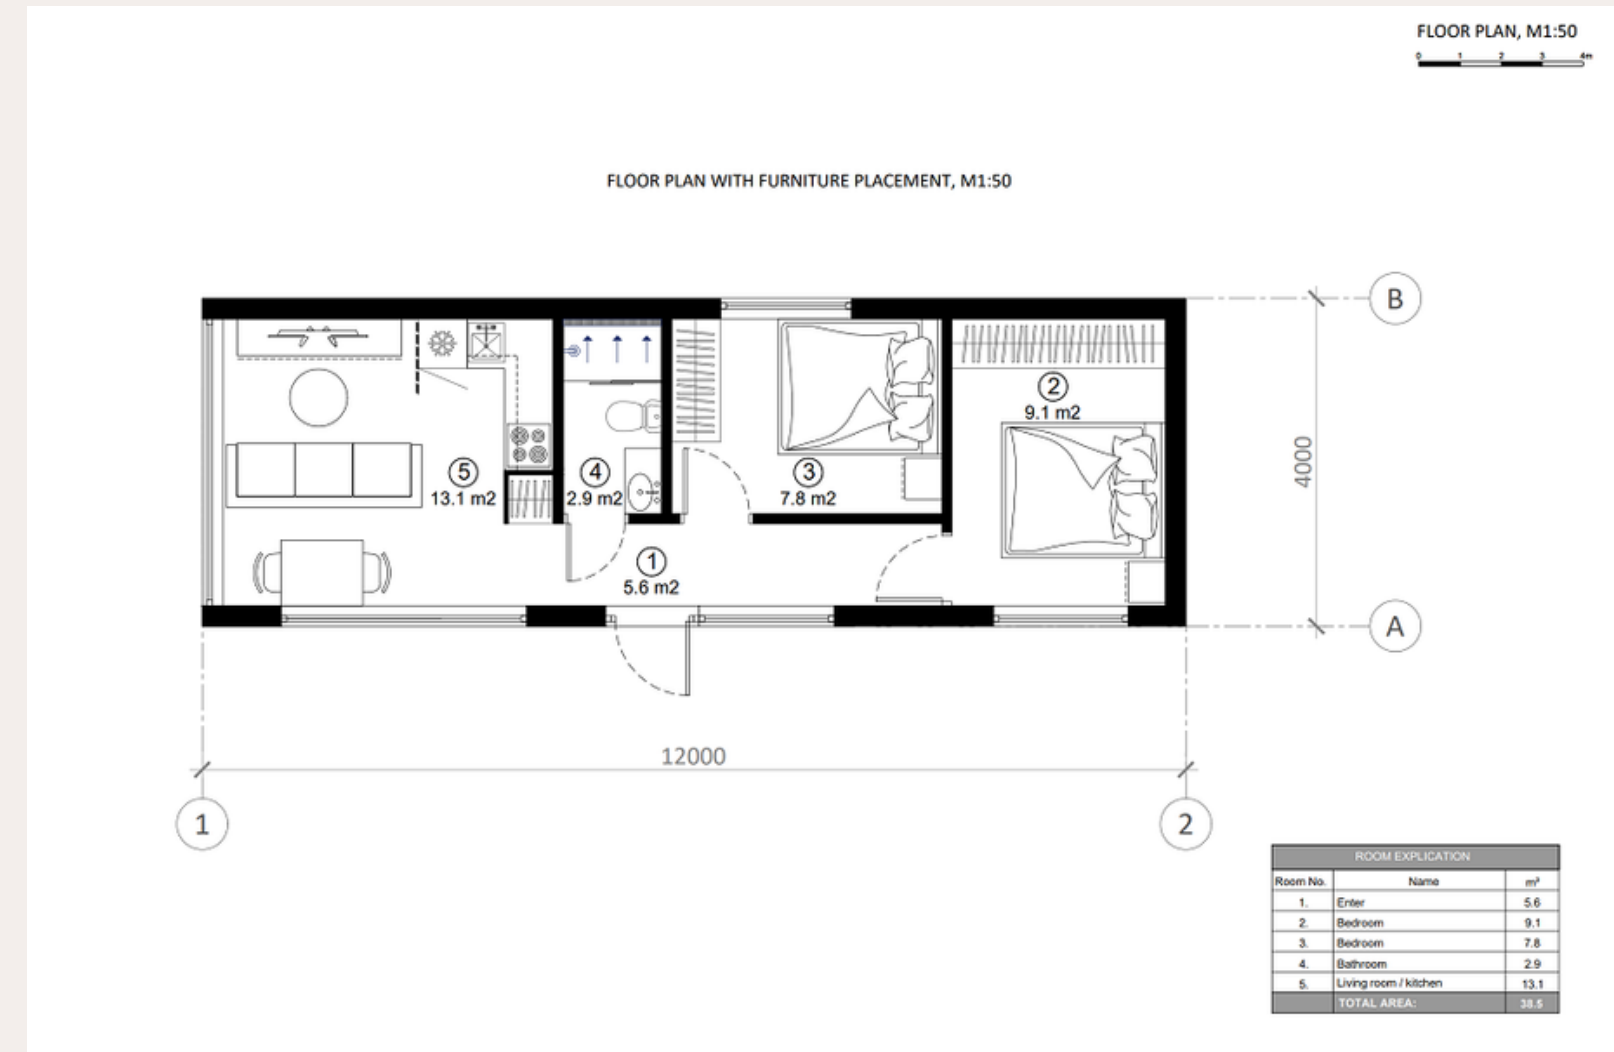 FLOOR PLAN, M1:50
0 1 2 3 4m
FLOOR PLAN WITH FURNITURE PLACEMENT, M1:50
B
2
9.1 m2
4000
5
13.1 m2
4
2.9 m2
3
7.8 m2
1
5.6 m2
A
12000
1
2
ROOM EXPLICATION
Room No. Name m²
1. Enter 5.6
2. Bedroom 9.1
3. Bedroom 7.8
4. Bathroom 2.9
5. Living room / kitchen 13.1
TOTAL AREA: 38.5